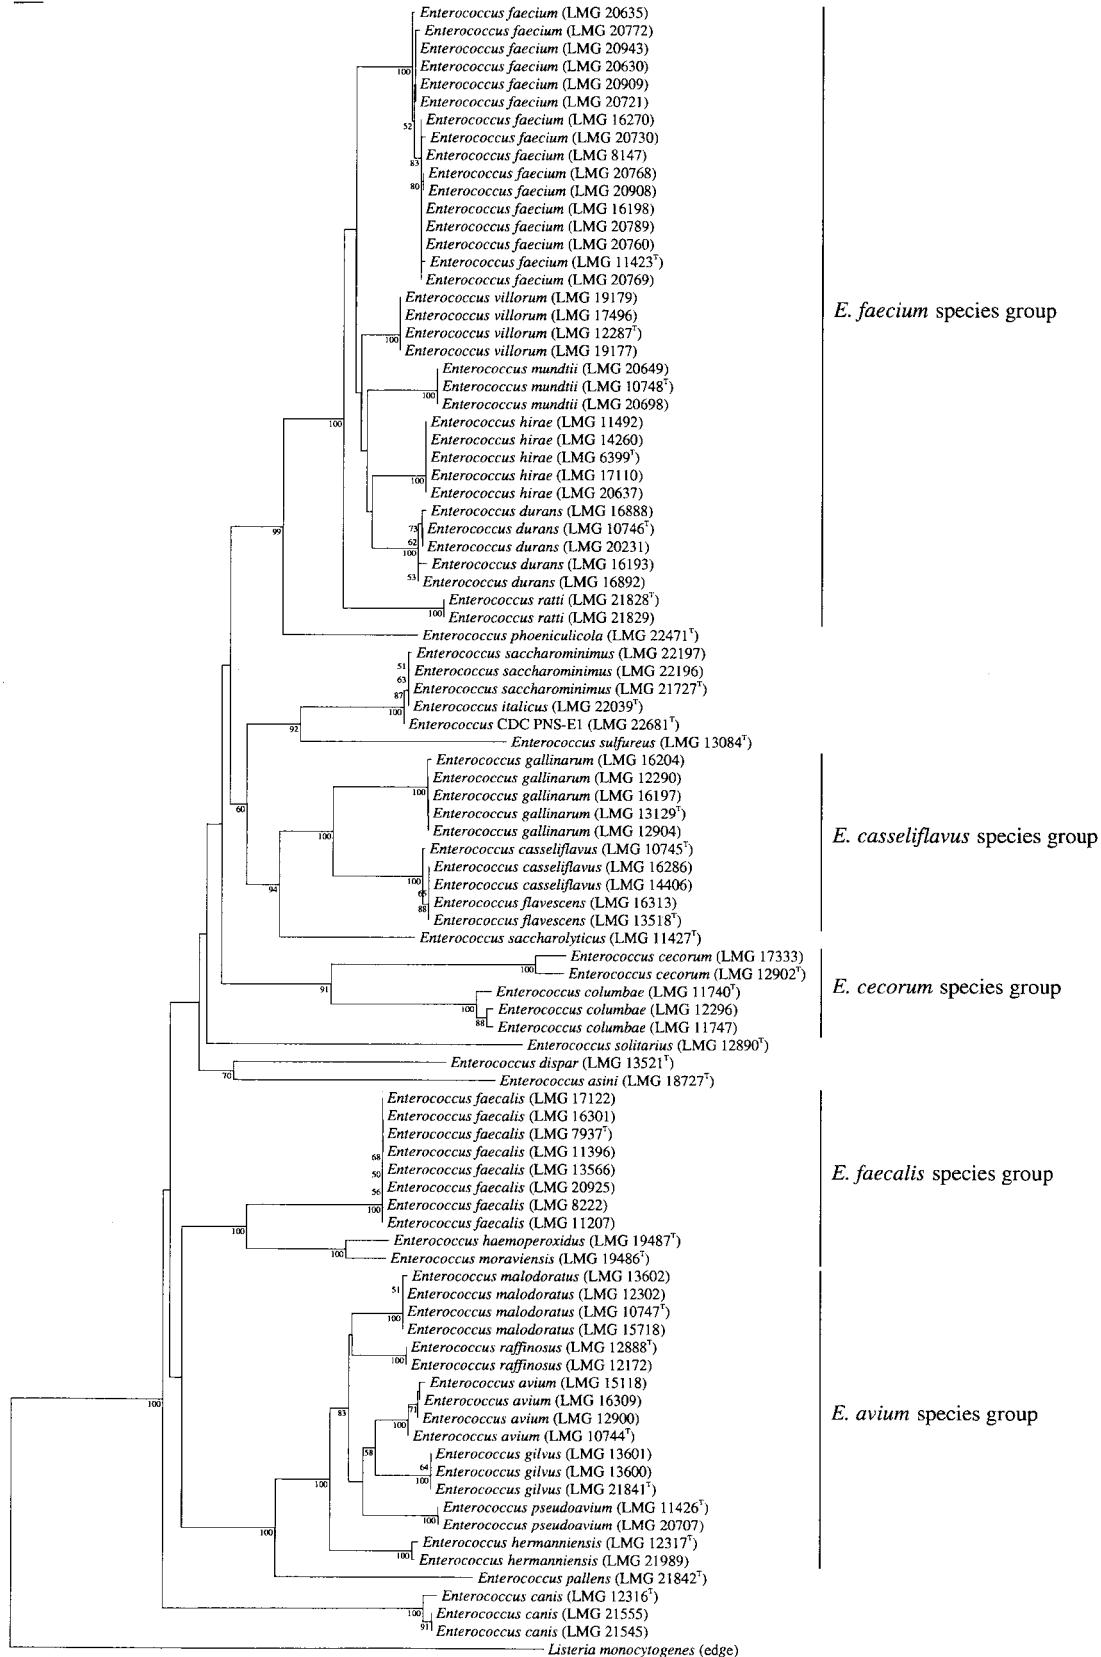 Enterococcus faecium (LMG 20635)
Enterococcus faecium (LMG 20772)
Enterococcus faecium (LMG 20943)
Enterococcus faecium (LMG 20630)
100
Enterococcus faecium (LMG 20909)
Enterococcus faecium (LMG 20721)
Enterococcus faecium (LMG 16270)
52
Enterococcus faecium (LMG 20730)
Enterococcus faecium (LMG 8147)
83
Enterococcus faecium (LMG 20768)
80
Enterococcus faecium (LMG 20908)
Enterococcus faecium (LMG 16198)
Enterococcus faecium (LMG 20789)
Enterococcus faecium (LMG 20760)
Enterococcus faecium (LMG 11423ᵀ)
Enterococcus faecium (LMG 20769)
Enterococcus villorum (LMG 19179)
E. faecium species group
Enterococcus villorum (LMG 17496)
Enterococcus villorum (LMG 12287ᵀ)
100
Enterococcus villorum (LMG 19177)
Enterococcus mundtii (LMG 20649)
Enterococcus mundtii (LMG 10748ᵀ)
100
Enterococcus mundtii (LMG 20698)
Enterococcus hirae (LMG 11492)
100
Enterococcus hirae (LMG 14260)
Enterococcus hirae (LMG 6399ᵀ)
Enterococcus hirae (LMG 17110)
100
Enterococcus hirae (LMG 20637)
Enterococcus durans (LMG 16888)
73
Enterococcus durans (LMG 10746ᵀ)
99
62
Enterococcus durans (LMG 20231)
100
Enterococcus durans (LMG 16193)
53
Enterococcus durans (LMG 16892)
Enterococcus ratti (LMG 21828ᵀ)
100
Enterococcus ratti (LMG 21829)
Enterococcus phoeniculicola (LMG 22471ᵀ)
Enterococcus saccharominimus (LMG 22197)
51
Enterococcus saccharominimus (LMG 22196)
63
Enterococcus saccharominimus (LMG 21727ᵀ)
87
Enterococcus italicus (LMG 22039ᵀ)
100
Enterococcus CDC PNS-E1 (LMG 22681ᵀ)
92
Enterococcus sulfureus (LMG 13084ᵀ)
Enterococcus gallinarum (LMG 16204)
Enterococcus gallinarum (LMG 12290)
100
Enterococcus gallinarum (LMG 16197)
60
Enterococcus gallinarum (LMG 13129ᵀ)
Enterococcus gallinarum (LMG 12904)
100
E. casseliflavus species group
Enterococcus casseliflavus (LMG 10745ᵀ)
Enterococcus casseliflavus (LMG 16286)
100
Enterococcus casseliflavus (LMG 14406)
94
65
Enterococcus flavescens (LMG 16313)
88
Enterococcus flavescens (LMG 13518ᵀ)
Enterococcus saccharolyticus (LMG 11427ᵀ)
Enterococcus cecorum (LMG 17333)
100
Enterococcus cecorum (LMG 12902ᵀ)
91
E. cecorum species group
Enterococcus columbae (LMG 11740ᵀ)
100
Enterococcus columbae (LMG 12296)
88
Enterococcus columbae (LMG 11747)
Enterococcus solitarius (LMG 12890ᵀ)
Enterococcus dispar (LMG 13521ᵀ)
70
Enterococcus asini (LMG 18727ᵀ)
Enterococcus faecalis (LMG 17122)
Enterococcus faecalis (LMG 16301)
Enterococcus faecalis (LMG 7937ᵀ)
Enterococcus faecalis (LMG 11396)
68
Enterococcus faecalis (LMG 13566)
50
E. faecalis species group
Enterococcus faecalis (LMG 20925)
56
Enterococcus faecalis (LMG 8222)
100
Enterococcus faecalis (LMG 11207)
100
Enterococcus haemoperoxidus (LMG 19487ᵀ)
100
Enterococcus moraviensis (LMG 19486ᵀ)
Enterococcus malodoratus (LMG 13602)
51
Enterococcus malodoratus (LMG 12302)
Enterococcus malodoratus (LMG 10747ᵀ)
100
Enterococcus malodoratus (LMG 15718)
Enterococcus raffinosus (LMG 12888ᵀ)
100
Enterococcus raffinosus (LMG 12172)
Enterococcus avium (LMG 15118)
Enterococcus avium (LMG 16309)
100
71
83
E. avium species group
Enterococcus avium (LMG 12900)
100
Enterococcus avium (LMG 10744ᵀ)
58
Enterococcus gilvus (LMG 13601)
64
Enterococcus gilvus (LMG 13600)
100
100
Enterococcus gilvus (LMG 21841ᵀ)
Enterococcus pseudoavium (LMG 11426ᵀ)
100
Enterococcus pseudoavium (LMG 20707)
100
Enterococcus hermanniensis (LMG 12317ᵀ)
100
Enterococcus hermanniensis (LMG 21989)
Enterococcus pallens (LMG 21842ᵀ)
Enterococcus canis (LMG 12316ᵀ)
100
Enterococcus canis (LMG 21555)
91
Enterococcus canis (LMG 21545)
Listeria monocytogenes (edge)